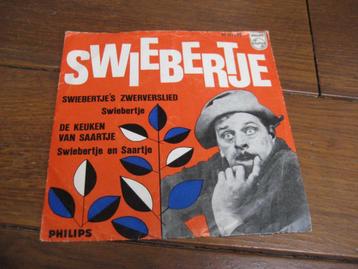 SWIEBERTJE
SWIEBERTJE'S ZWERVERSLIED
Swiebertje
DE KEUKEN
VAN SAARTJE
Swiebertje en Saartje
PHILIPS